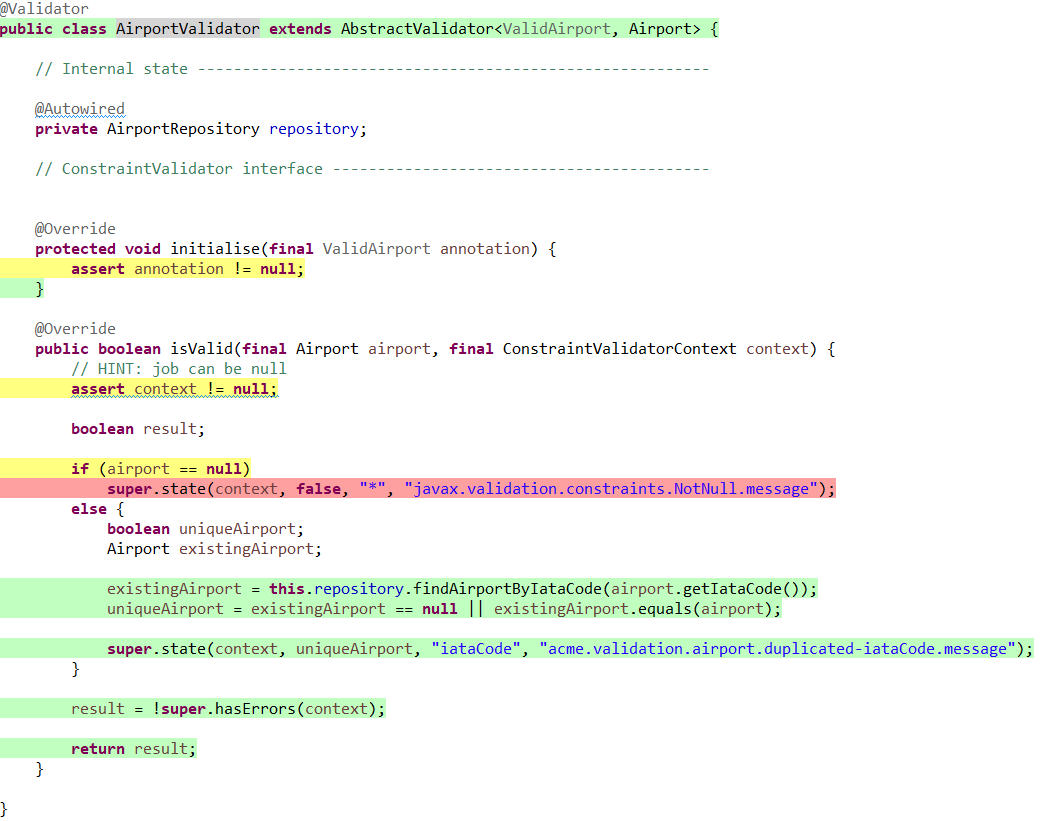 @Validator
public class AirportValidator extends AbstractValidator<ValidAirport, Airport> {
// Internal state ---------------------------------------------------------
@Autowired
private AirportRepository repository;
// ConstraintValidator interface ------------------------------------------
@Override
protected void initialise(final ValidAirport annotation) {
assert annotation != null;
}
@Override
public boolean isValid(final Airport airport, final ConstraintValidatorContext context) {
// HINT: job can be null
assert context != null;
boolean result;
if (airport == null)
super.state(context, false, "*", "javax.validation.constraints.NotNull.message");
else {
boolean uniqueAirport;
Airport existingAirport;
existingAirport = this.repository.findAirportByIataCode(airport.getIataCode());
uniqueAirport = existingAirport == null || existingAirport.equals(airport);
super.state(context, uniqueAirport, "iataCode", "acme.validation.airport.duplicated-iataCode.message");
}
result = !super.hasErrors(context);
return result;
}
}